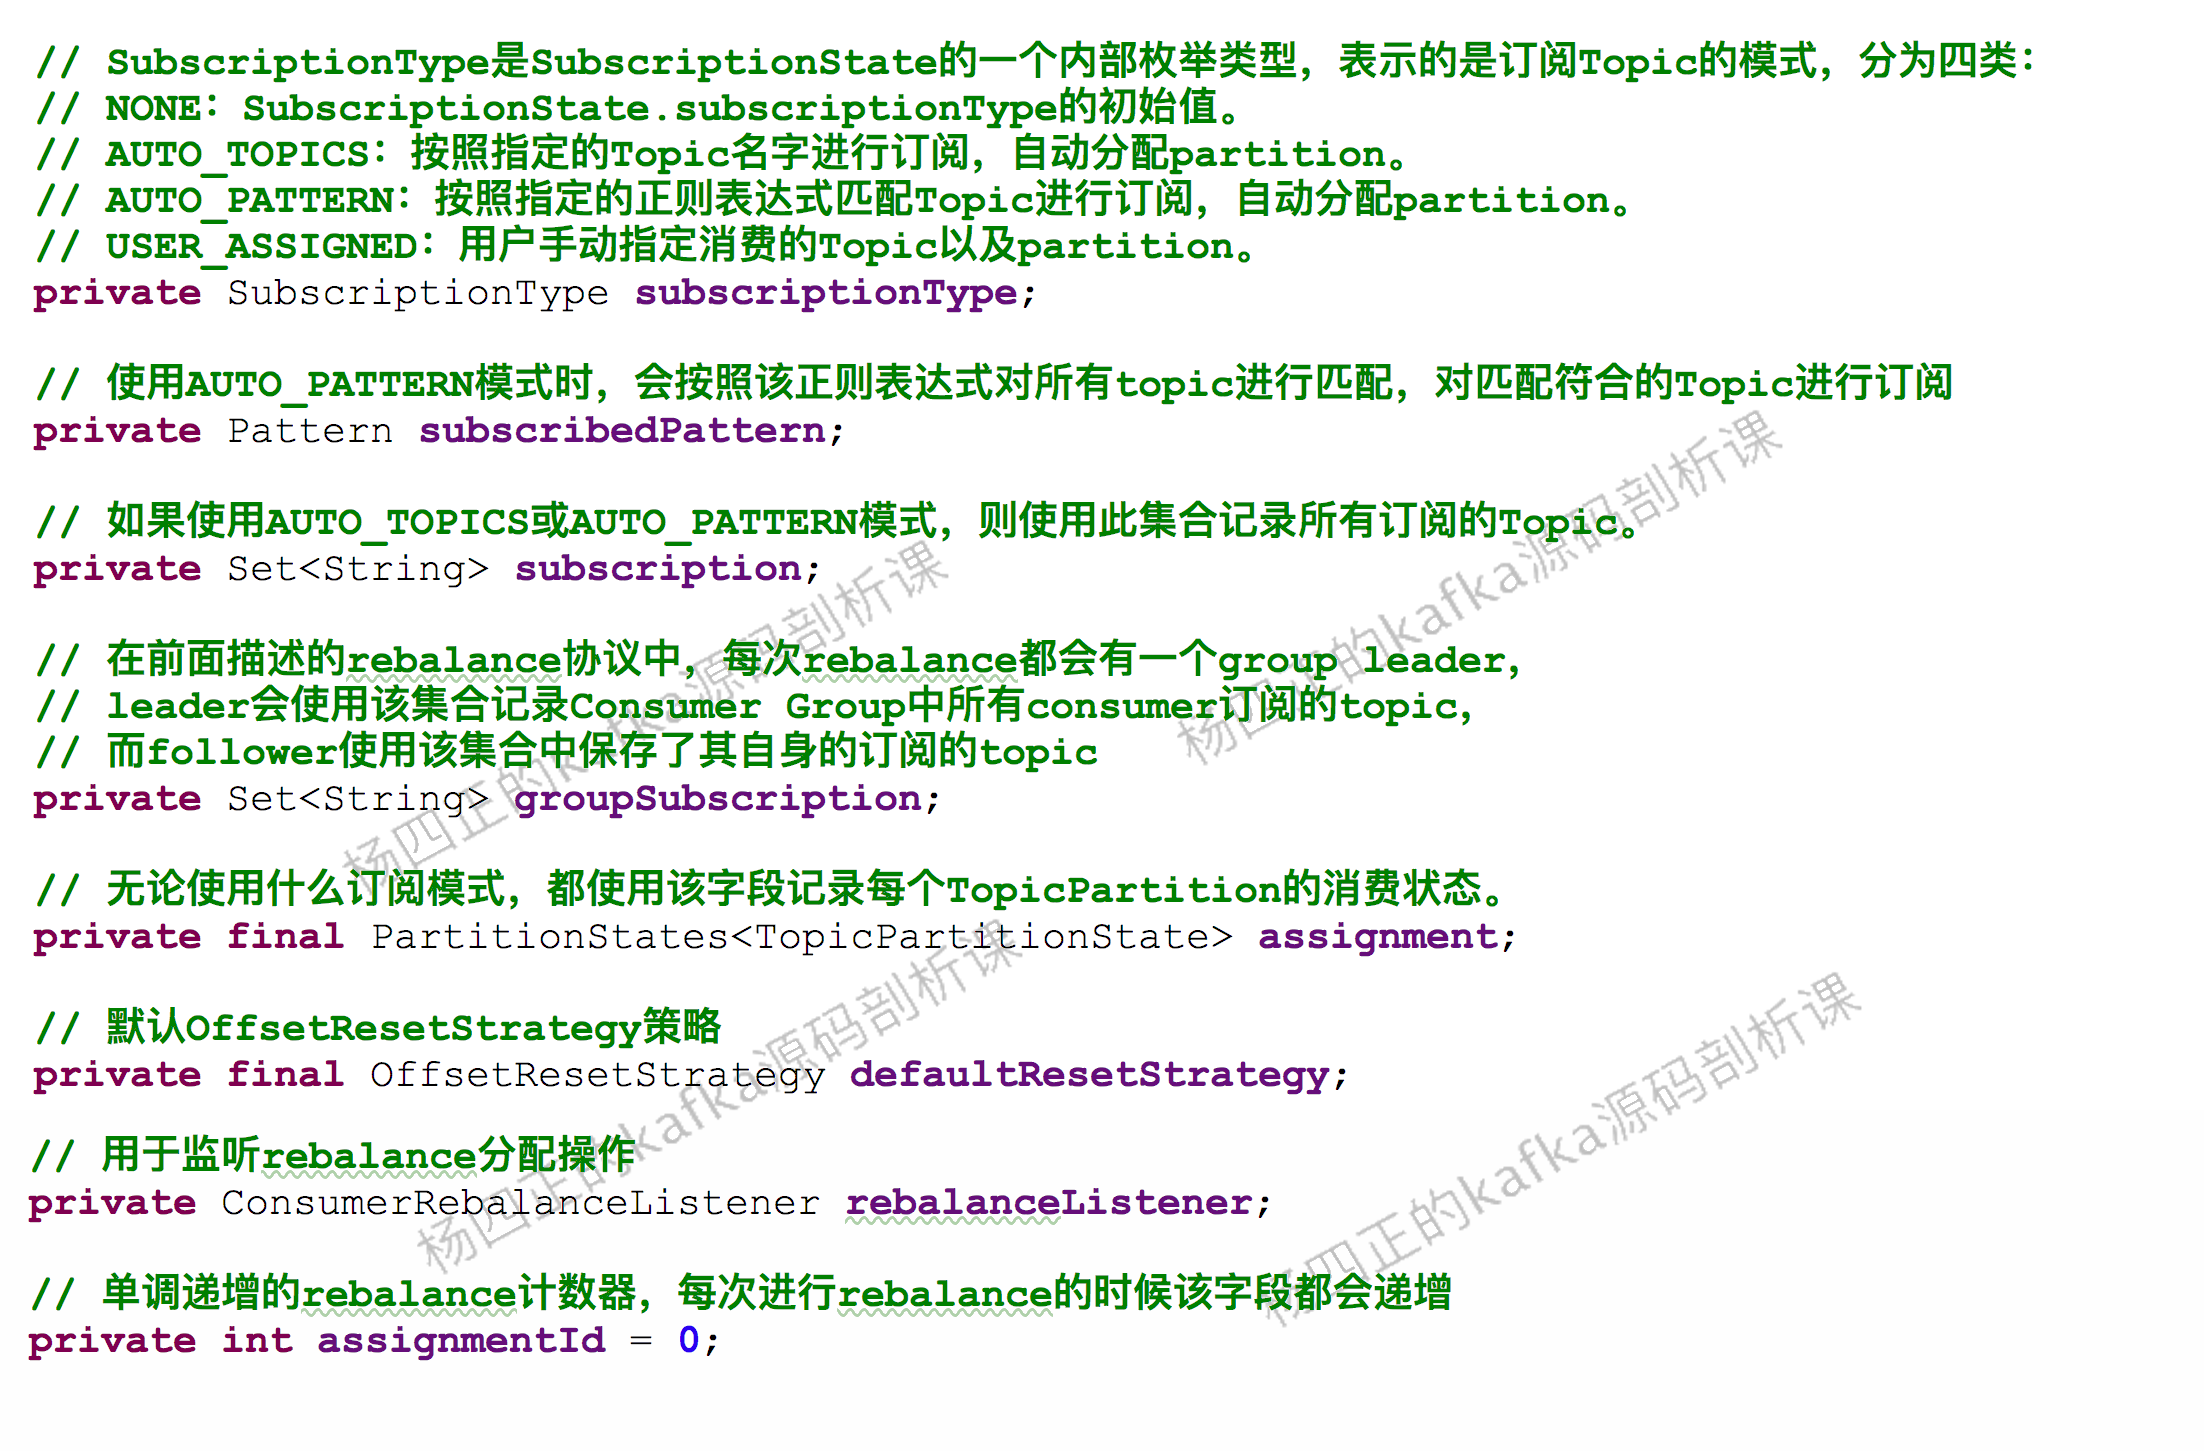 // SubscriptionType是SubscriptionState的一个内部枚举类型，表示的是订阅Topic的模式，分为四类：
// NONE：SubscriptionState.subscriptionType的初始值。
// AUTO_TOPICS：按照指定的Topic名字进行订阅，自动分配partition。
// AUTO_PATTERN：按照指定的正则表达式匹配Topic进行订阅，自动分配partition。
// USER_ASSIGNED：用户手动指定消费的Topic以及partition。
private SubscriptionType subscriptionType;
// 使用AUTO_PATTERN模式时，会按照该正则表达式对所有topic进行匹配，对匹配符合的Topic进行订阅
private Pattern subscribedPattern;
// 如果使用AUTO_TOPICS或AUTO_PATTERN模式，则使用此集合记录所有订阅的Topic。
private Set<String> subscription;
// 在前面描述的rebalance协议中，每次rebalance都会有一个group leader，
// leader会使用该集合记录Consumer Group中所有consumer订阅的topic，
// 而follower使用该集合中保存了其自身的订阅的topic
private Set<String> groupSubscription;
// 无论使用什么订阅模式，都使用该字段记录每个TopicPartition的消费状态。
private final PartitionStates<TopicPartitionState> assignment;
// 默认OffsetResetStrategy策略
private final OffsetResetStrategy defaultResetStrategy;
// 用于监听rebalance分配操作
private ConsumerRebalanceListener rebalanceListener;
// 单调递增的rebalance计数器，每次进行rebalance的时候该字段都会递增
private int assignmentId = 0;
杨四正的kafka源码剖析课
杨四正的kafka源码剖析课
杨四正的kafka源码剖析课
杨四正的kafka源码剖析课